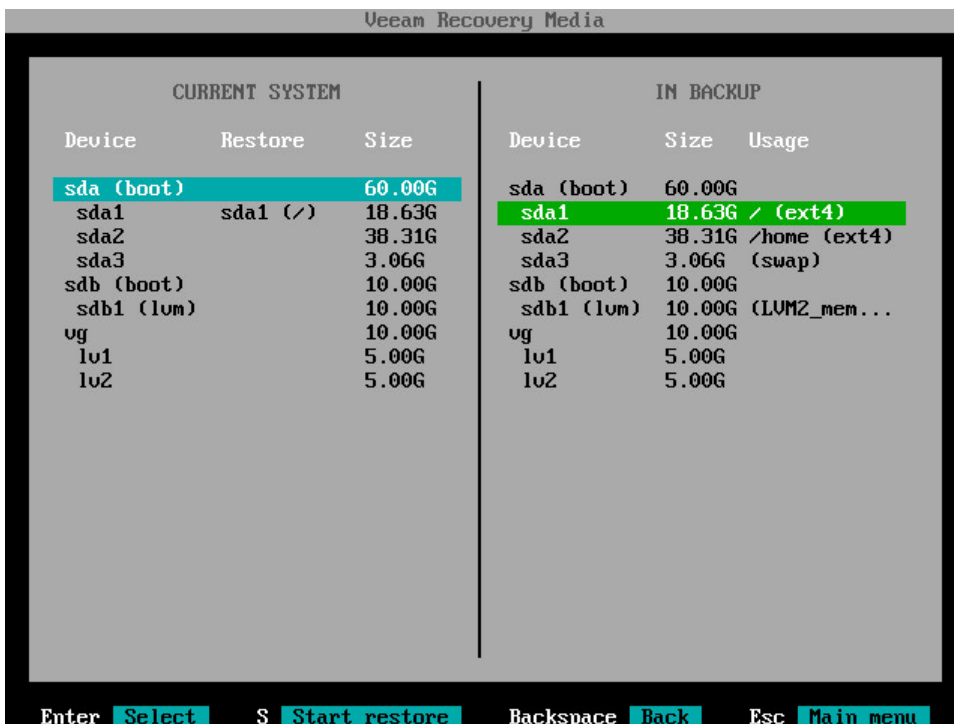 Veeam Recovery Media
CURRENT SYSTEM IN BACKUP
Device Restore Size Device Size Usage
sda (boot) 60.00G sda (boot) 60.00G
sda1 sda1 (/) 18.63G sda1 18.63G / (ext4)
sda2 38.31G sda2 38.31G /home (ext4)
sda3 3.06G sda3 3.06G (swap)
sdb (boot) 10.00G sdb (boot) 10.00G
sdb1 (lvm) 10.00G sdb1 (lvm) 10.00G (LVM2_mem...
vg 10.00G vg 10.00G
lv1 5.00G lv1 5.00G
lv2 5.00G lv2 5.00G
Enter Select S Start restore Backspace Back Esc Main menu